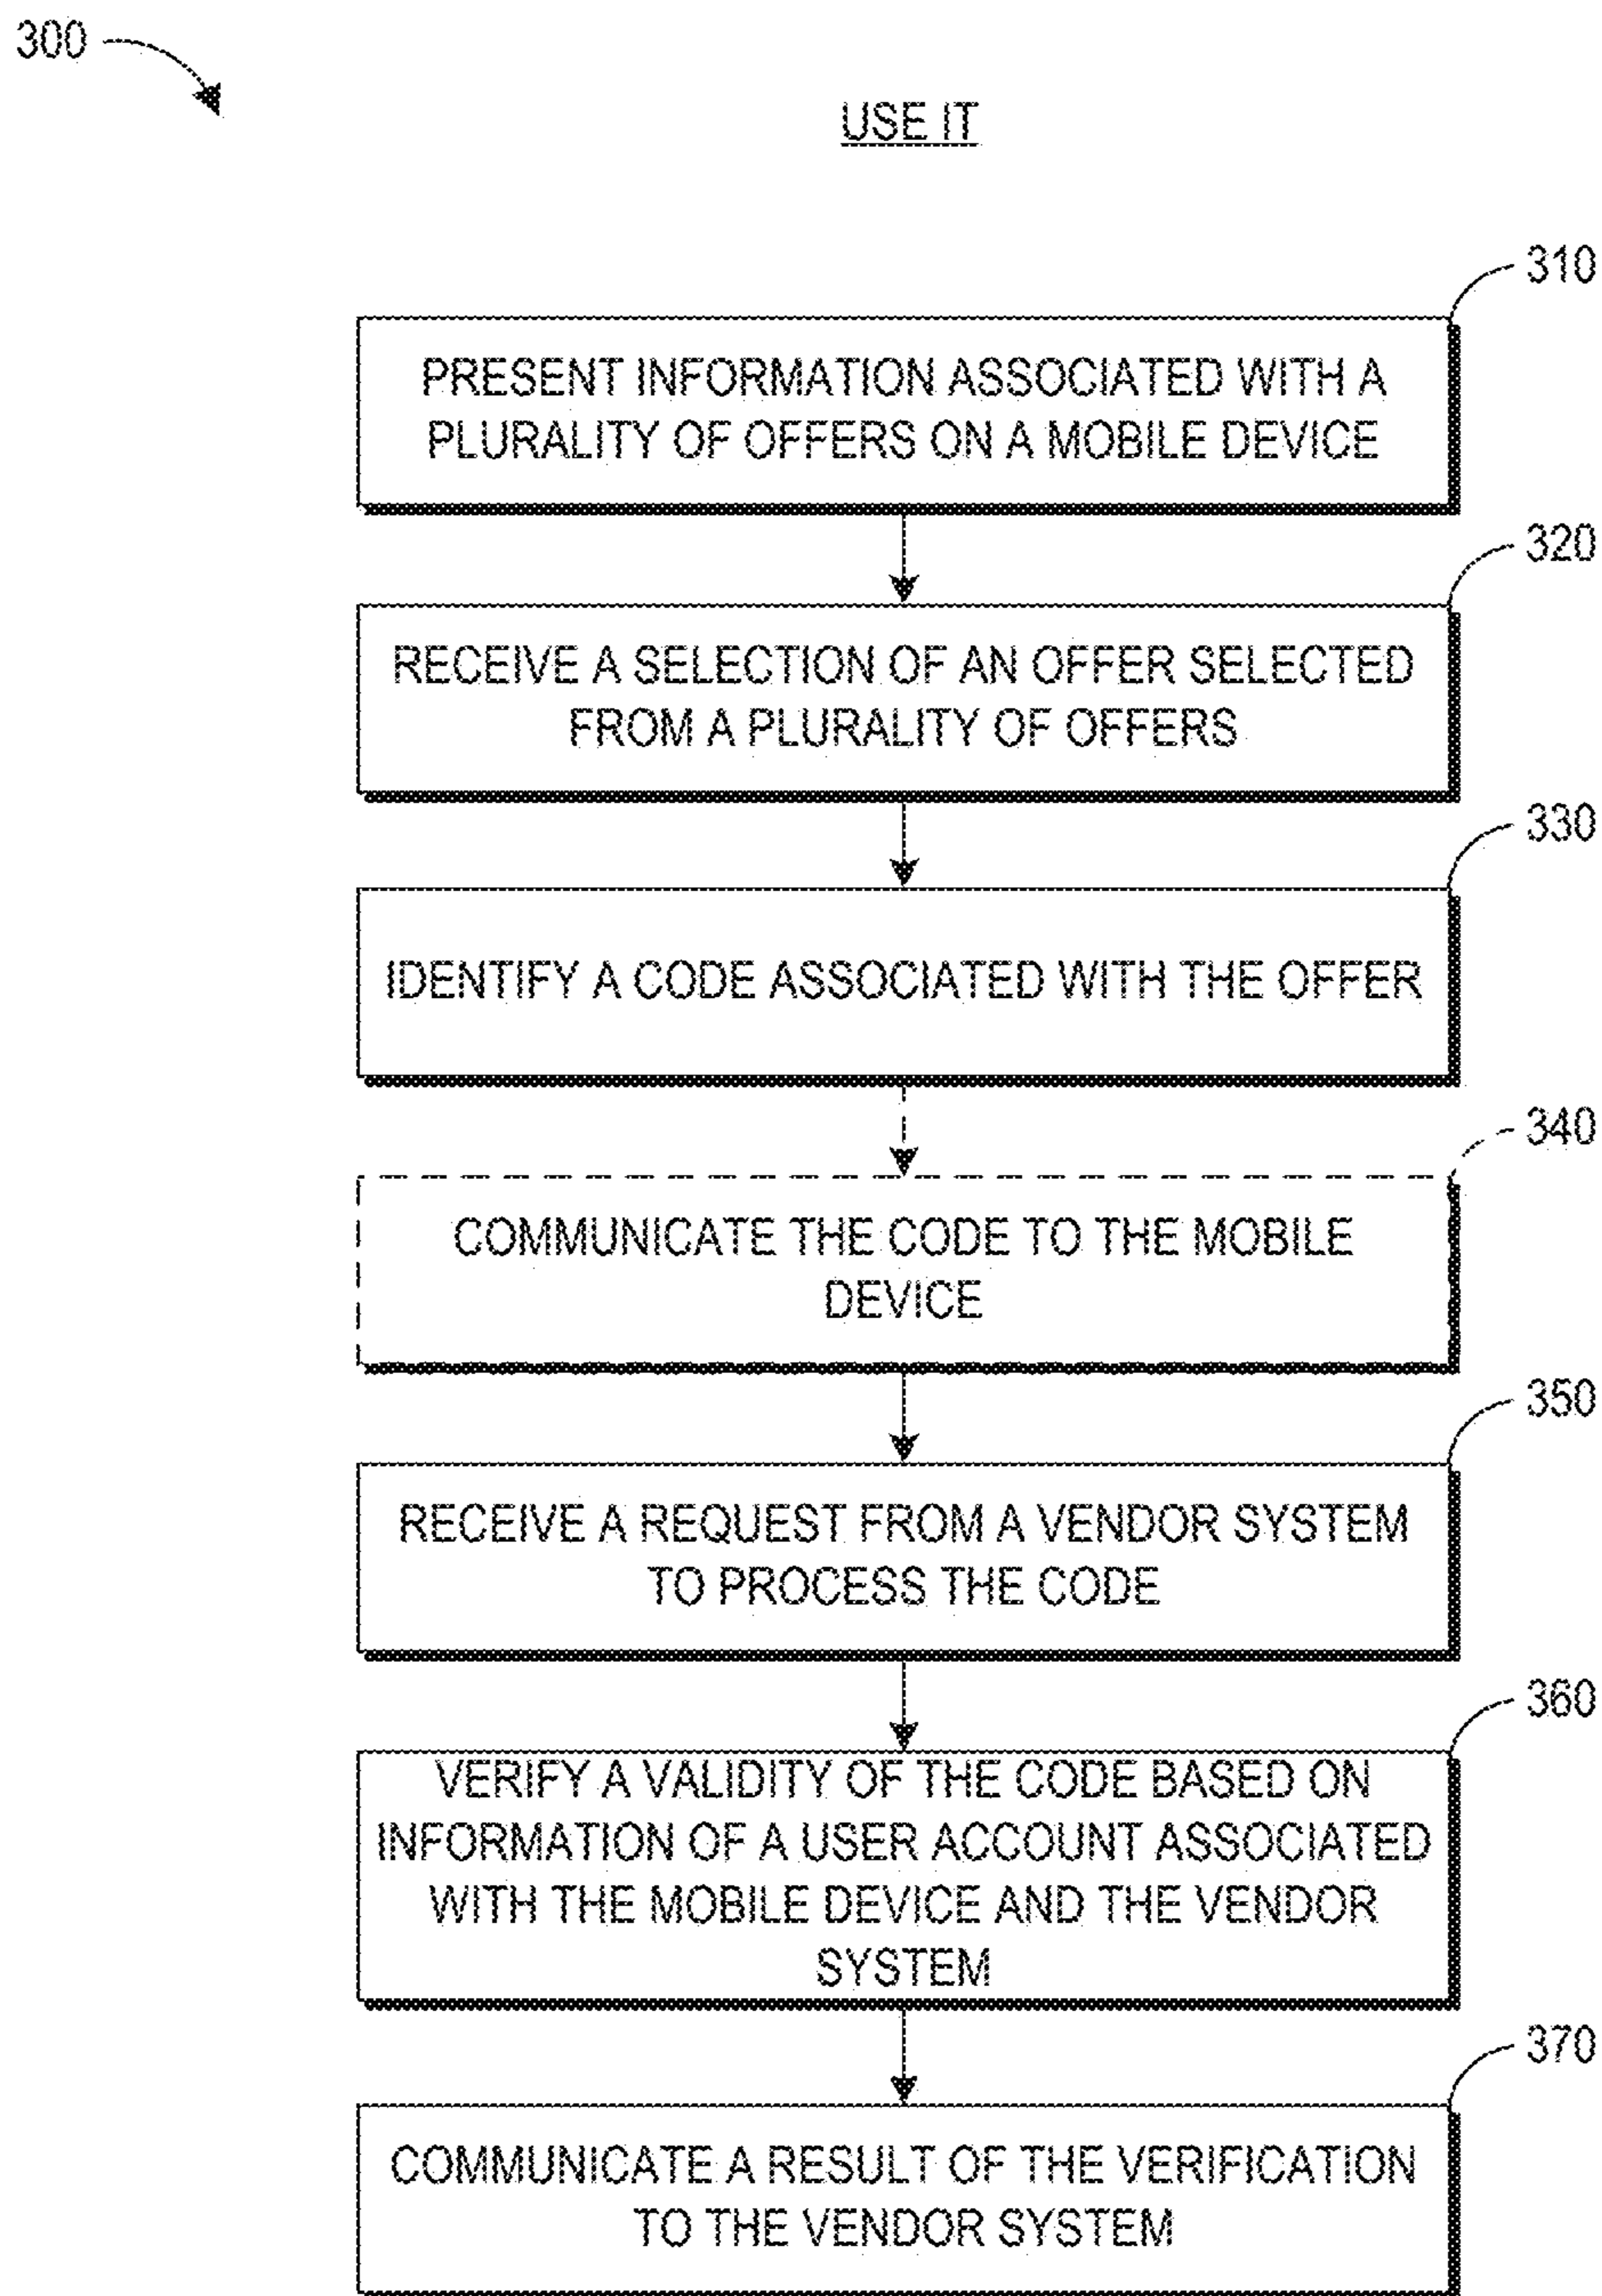 300
USE IT
310
PRESENT INFORMATION ASSOCIATED WITH A
PLURALITY OF OFFERS ON A MOBILE DEVICE
320
RECEIVE A SELECTION OF AN OFFER SELECTED
FROM A PLURALITY OF OFFERS
330
IDENTIFY A CODE ASSOCIATED WITH THE OFFER
340
COMMUNICATE THE CODE TO THE MOBILE
DEVICE
350
RECEIVE A REQUEST FROM A VENDOR SYSTEM
TO PROCESS THE CODE
360
VERIFY A VALIDITY OF THE CODE BASED ON
INFORMATION OF A USER ACCOUNT ASSOCIATED
WITH THE MOBILE DEVICE AND THE VENDOR
SYSTEM
370
COMMUNICATE A RESULT OF THE VERIFICATION
TO THE VENDOR SYSTEM